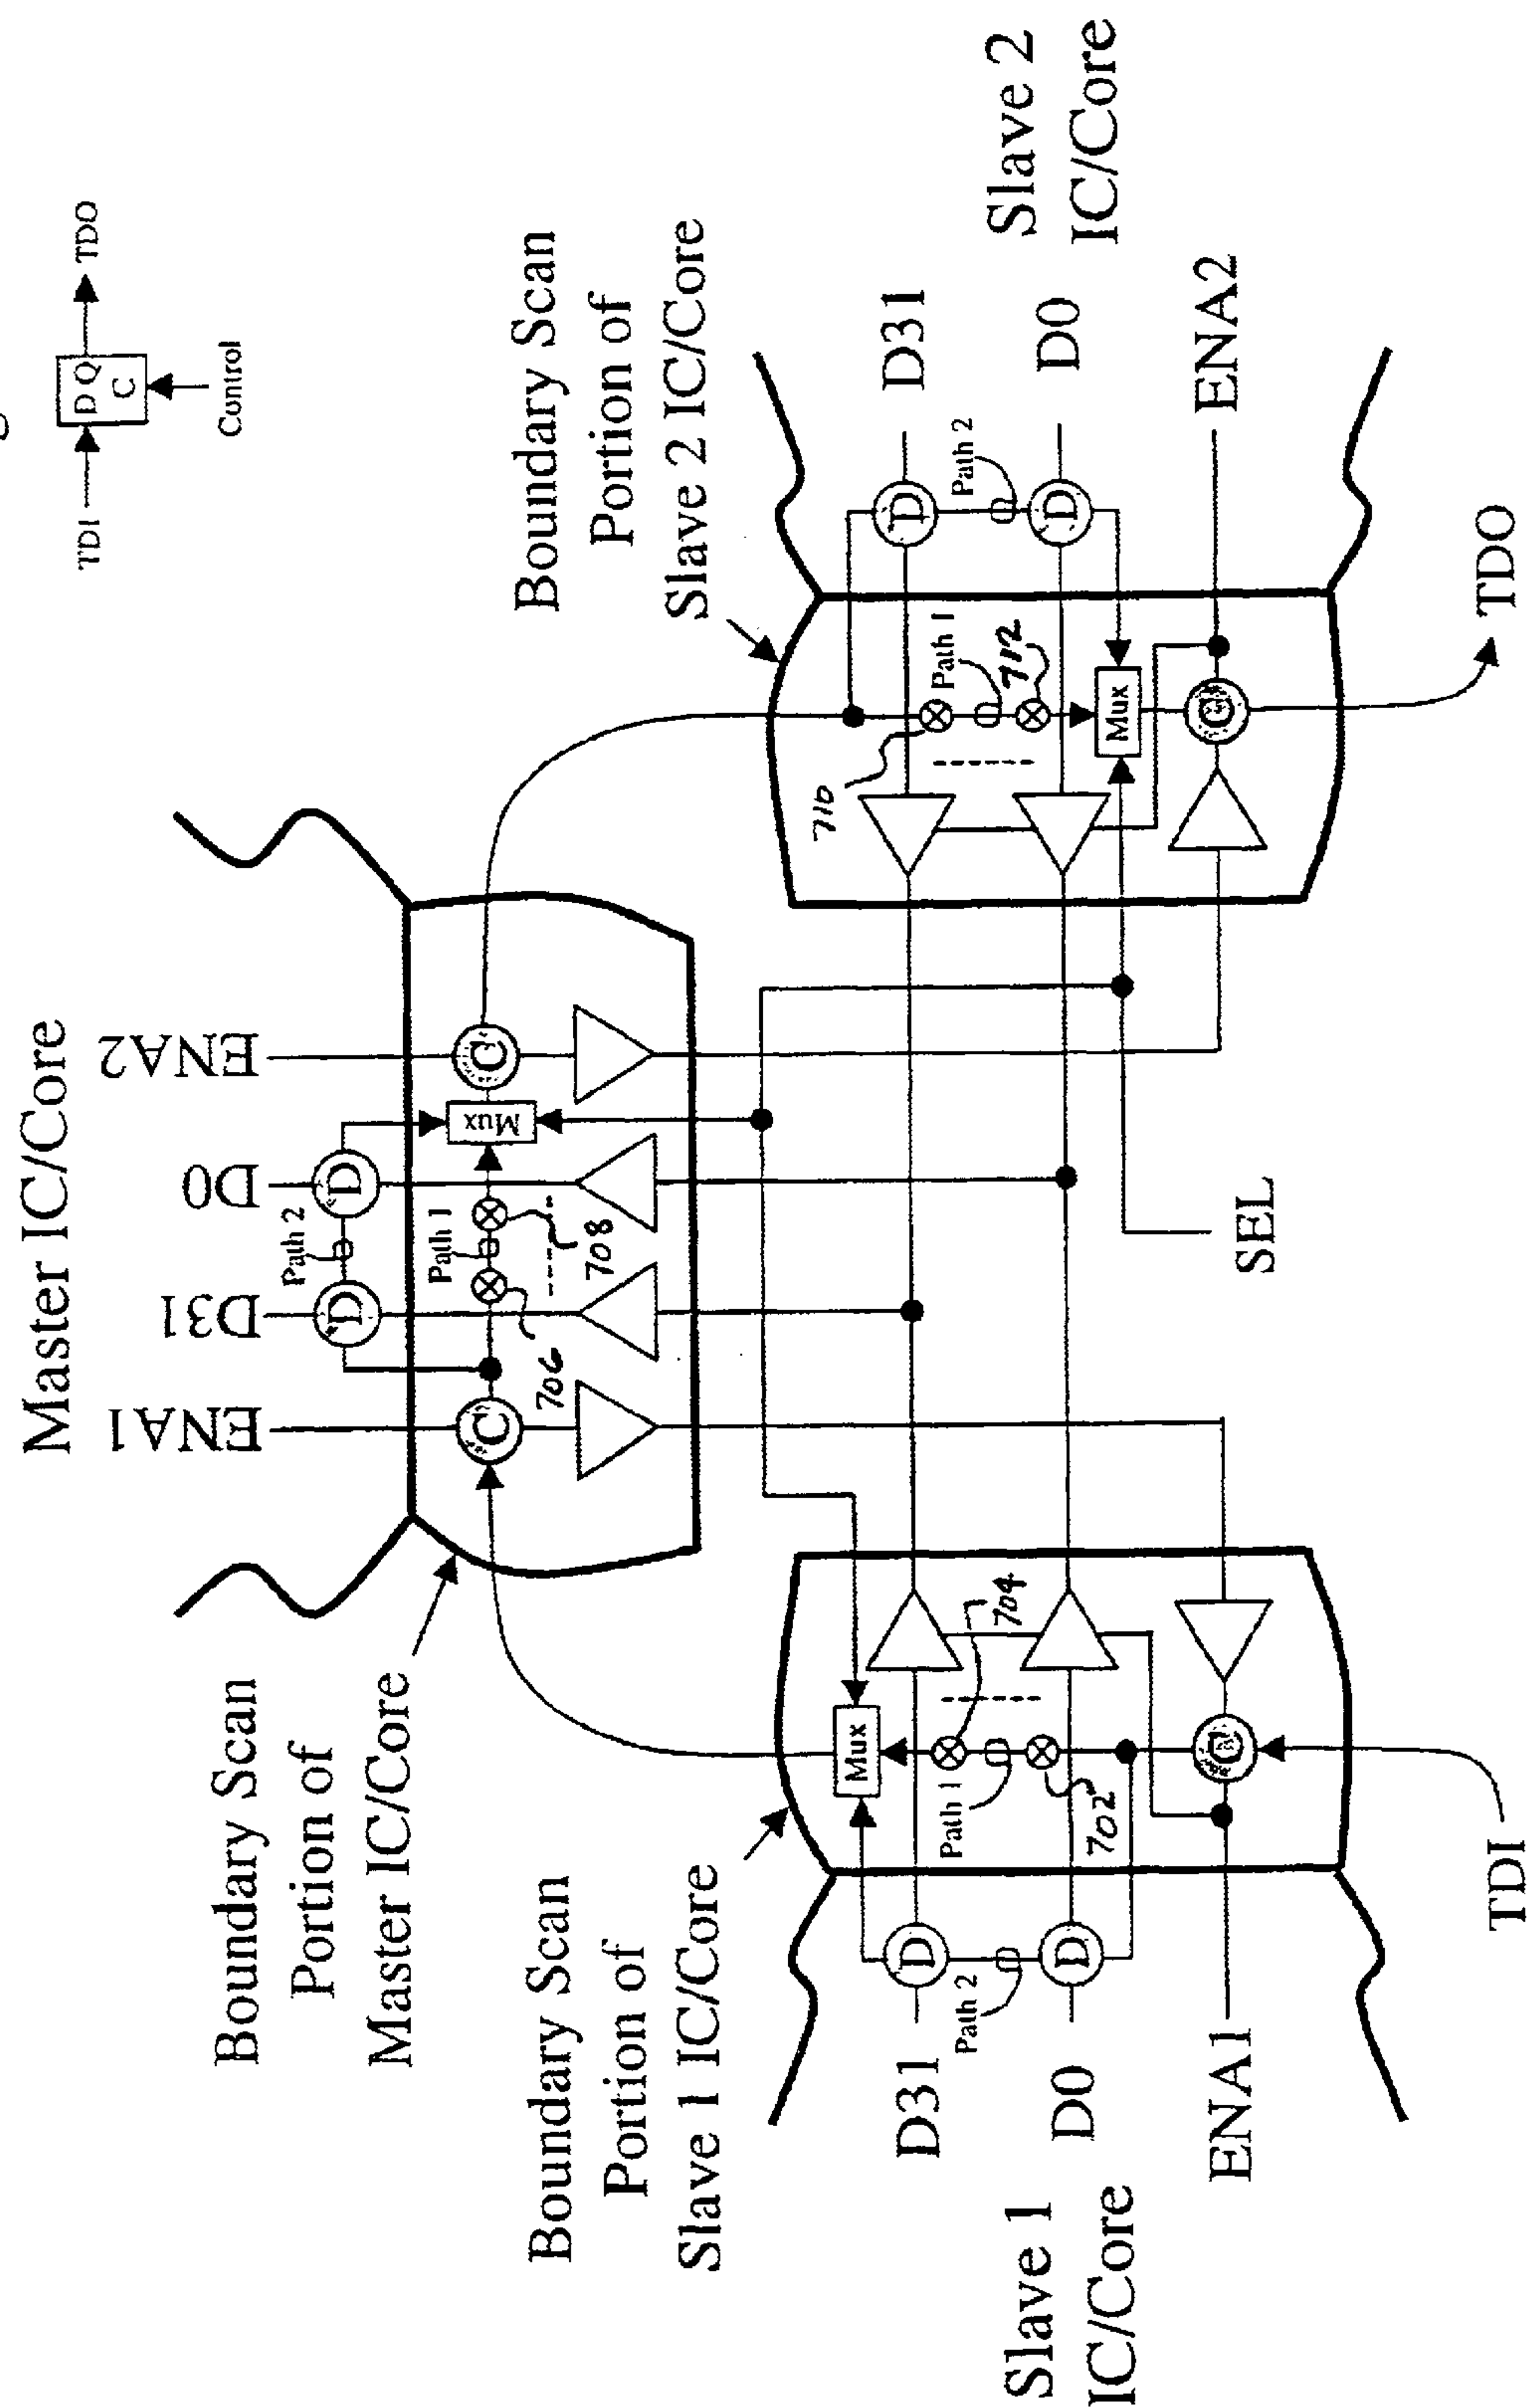 TDI
D Q
C
TDO
Control
Master IC/Core
ENA1
D31
D0
ENA2
Path 2
D
D
Boundary Scan
Portion of
Master IC/Core
C
Path 1
Mux
C
706
708
Boundary Scan
Portion of
Slave 1 IC/Core
Boundary Scan
Portion of
Slave 2 IC/Core
Slave 1
IC/Core
D31
D0
ENA1
D
Path 2
D
Mux
Path 1
702
704
C
TDI
SEL
710
Path 1
712
Mux
C
D
Path 2
D
D31
D0
ENA2
Slave 2
IC/Core
TDO